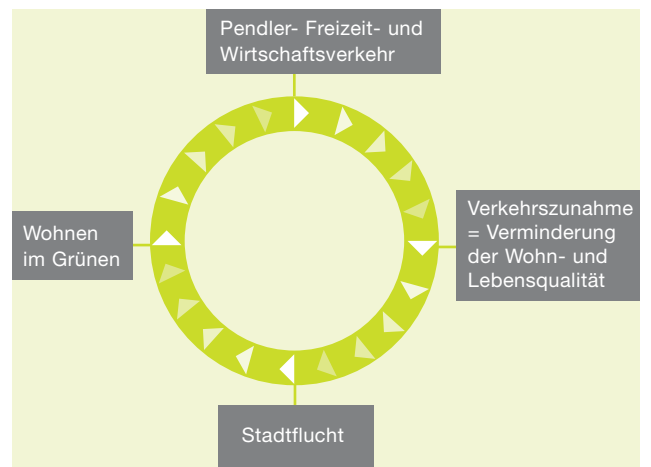 Pendler- Freizeit- und
Wirtschaftsverkehr
Verkehrszunahme
= Verminderung
der Wohn- und
Lebensqualität
Wohnen
im Grünen
Stadtflucht